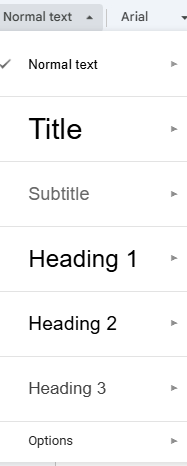 Normal text Arial
Normal text
Title
Subtitle
Heading 1
Heading 2
Heading 3
Options